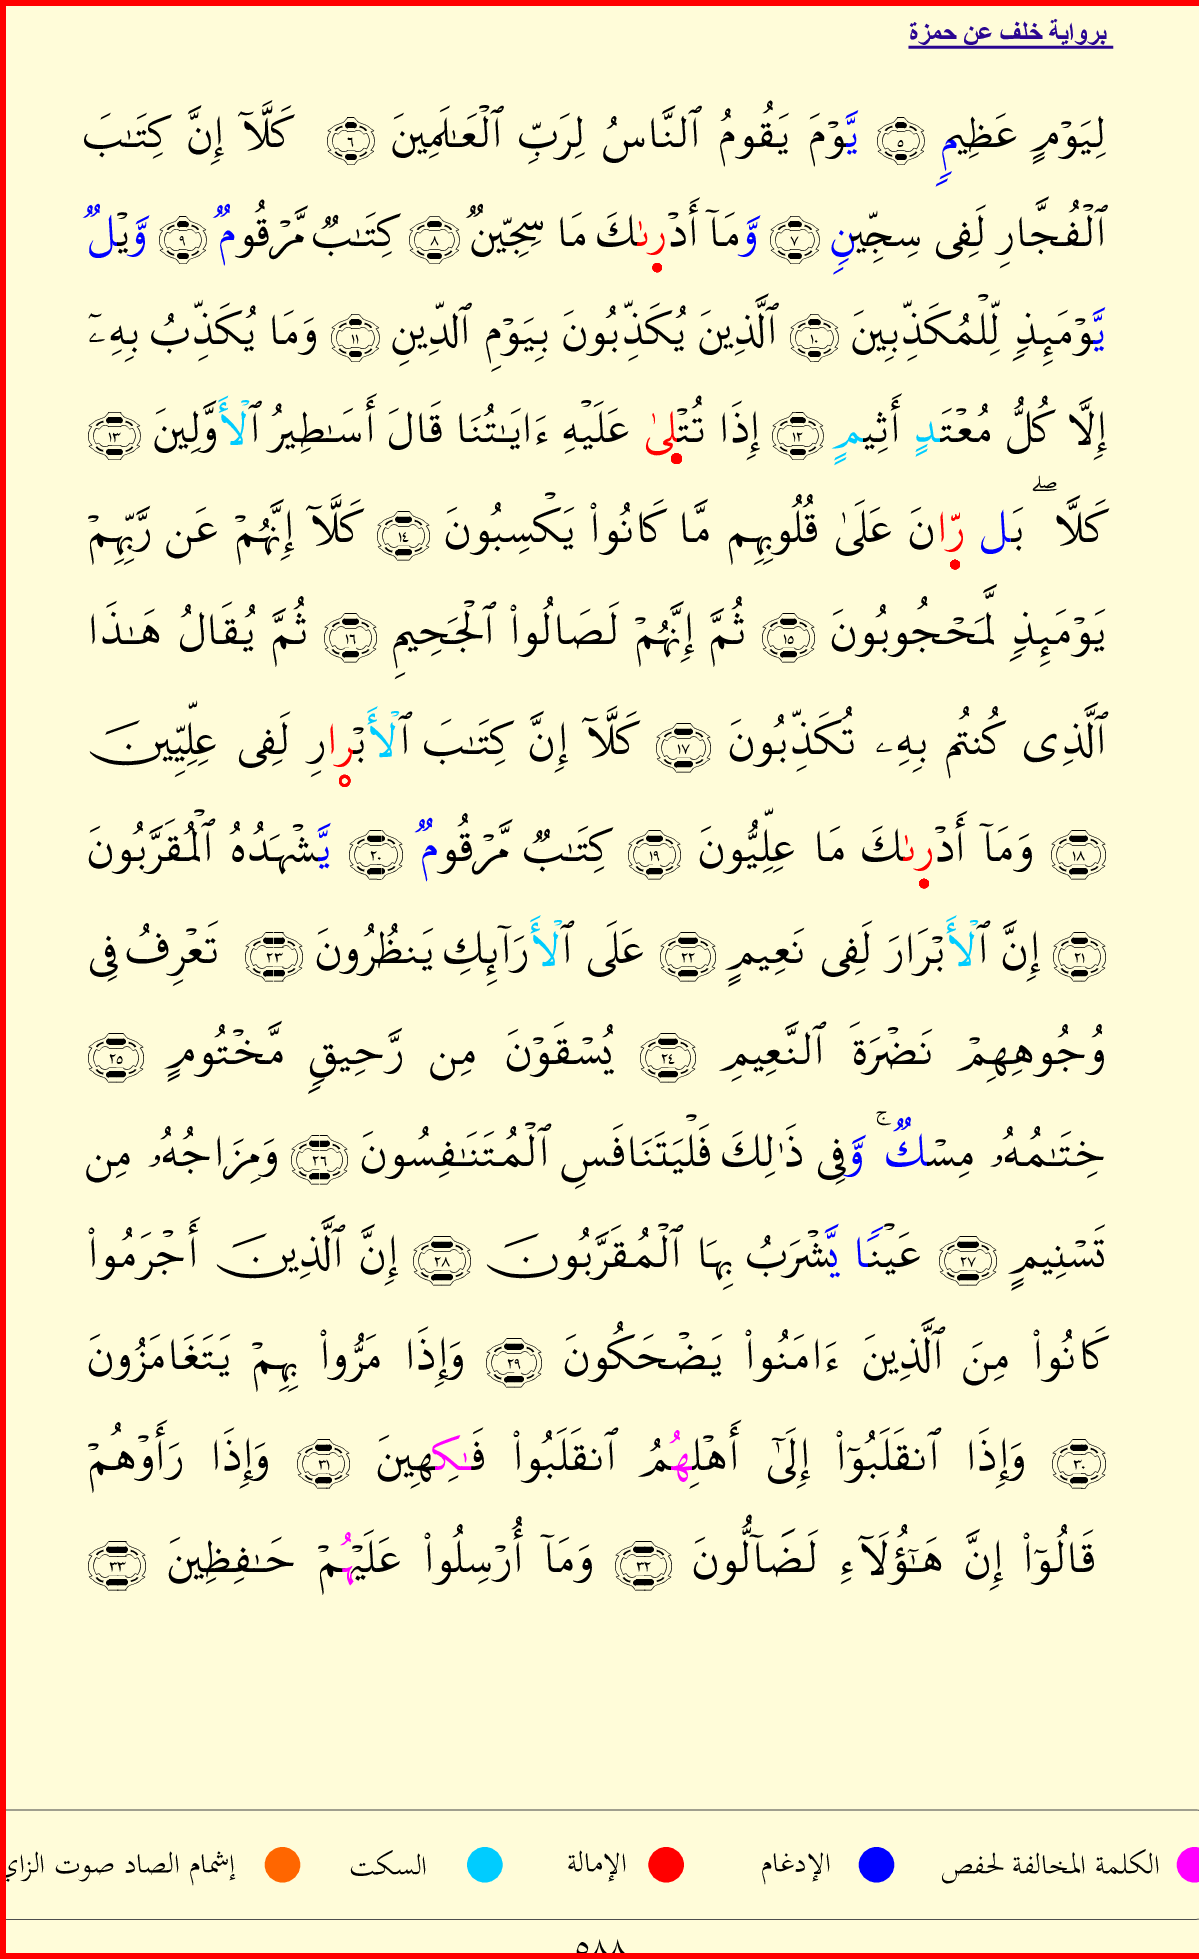 برواية خلف عن حمزة
لِيَوْمٍ عَظِيمٍ ٥ يَّوْمَ يَقُومُ ٱلنَّاسُ لِرَبِّ ٱلْعَـٰلَمِينَ ٦ كَلَّآ إِنَّ كِتَـٰبَ
ٱلْفُجَّارِ لَفِى سِجِّينٍ ٧ وَّمَآ أَدْرىٰكَ مَا سِجِّينٌ ٨ كِتَـٰبٌ مَّرْقُومٌ ٩ وَّيْلٌ
يَّوْمَئِذٍ لِّلْمُكَذِّبِينَ ١٠ ٱلَّذِينَ يُكَذِّبُونَ بِيَوْمِ ٱلدِّينِ ١١ وَمَا يُكَذِّبُ بِهِۦٓ
إِلَّا كُلُّ مُعْتَدٍ أَثِيمٍ ١٢ إِذَا تُتْلىٰ عَلَيْهِ ءَايَـٰتُنَا قَالَ أَسَـٰطِيرُ ٱلْأَوَّلِينَ ١٣
كَلَّا ۖ بَل رَّانَ عَلَىٰ قُلُوبِهِم مَّا كَانُوا۟ يَكْسِبُونَ ١٤ كَلَّآ إِنَّهُمْ عَن رَّبِّهِمْ
يَوْمَئِذٍ لَّمَحْجُوبُونَ ١٥ ثُمَّ إِنَّهُمْ لَصَالُوا۟ ٱلْجَحِيمِ ١٦ ثُمَّ يُقَالُ هَـٰذَا
ٱلَّذِى كُنتُم بِهِۦ تُكَذِّبُونَ ١٧ كَلَّآ إِنَّ كِتَـٰبَ ٱلْأَبْرارِ لَفِى عِلِّيِّينَ
١٨ وَمَآ أَدْرىٰكَ مَا عِلِّيُّونَ ١٩ كِتَـٰبٌ مَّرْقُومٌ ٢٠ يَّشْهَدُهُ ٱلْمُقَرَّبُونَ
٢١ إِنَّ ٱلْأَبْرَارَ لَفِى نَعِيمٍ ٢٢ عَلَى ٱلْأَرَآئِكِ يَنظُرُونَ ٢٣ تَعْرِفُ فِى
وُجُوهِهِمْ نَضْرَةَ ٱلنَّعِيمِ ٢٤ يُسْقَوْنَ مِن رَّحِيقٍ مَّخْتُومٍ ٢٥
خِتَـٰمُهُۥ مِسْكٌ ۚ وَّفِى ذَٰلِكَ فَلْيَتَنَافَسِ ٱلْمُتَنَـٰفِسُونَ ٢٦ وَمِزَاجُهُۥ مِن
تَسْنِيمٍ ٢٧ عَيْنًا يَّشْرَبُ بِهَا ٱلْمُقَرَّبُونَ ٢٨ إِنَّ ٱلَّذِينَ أَجْرَمُوا۟
كَانُوا۟ مِنَ ٱلَّذِينَ ءَامَنُوا۟ يَضْحَكُونَ ٢٩ وَإِذَا مَرُّوا۟ بِهِمْ يَتَغَامَزُونَ
٣٠ وَإِذَا ٱنقَلَبُوٓا۟ إِلَىٰٓ أَهْلِهُمُ ٱنقَلَبُوا۟ فَـٰكِهِينَ ٣١ وَإِذَا رَأَوْهُمْ
قَالُوٓا۟ إِنَّ هَـٰٓؤُلَآءِ لَضَآلُّونَ ٣٢ وَمَآ أُرْسِلُوا۟ عَلَيْهُمْ حَـٰفِظِينَ ٣٣
الكلمة المخالفة لحفص الإدغام الإمالة السكت إشمام الصاد صوت الزاي
٥٨٨